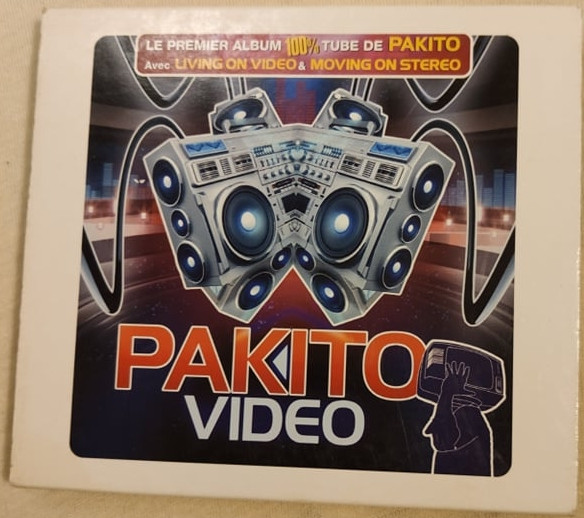 LE PREMIER ALBUM 100% TUBE DE PAKITO
Avec LIVING ON VIDEO & MOVING ON STEREO
PAKITO
VIDEO